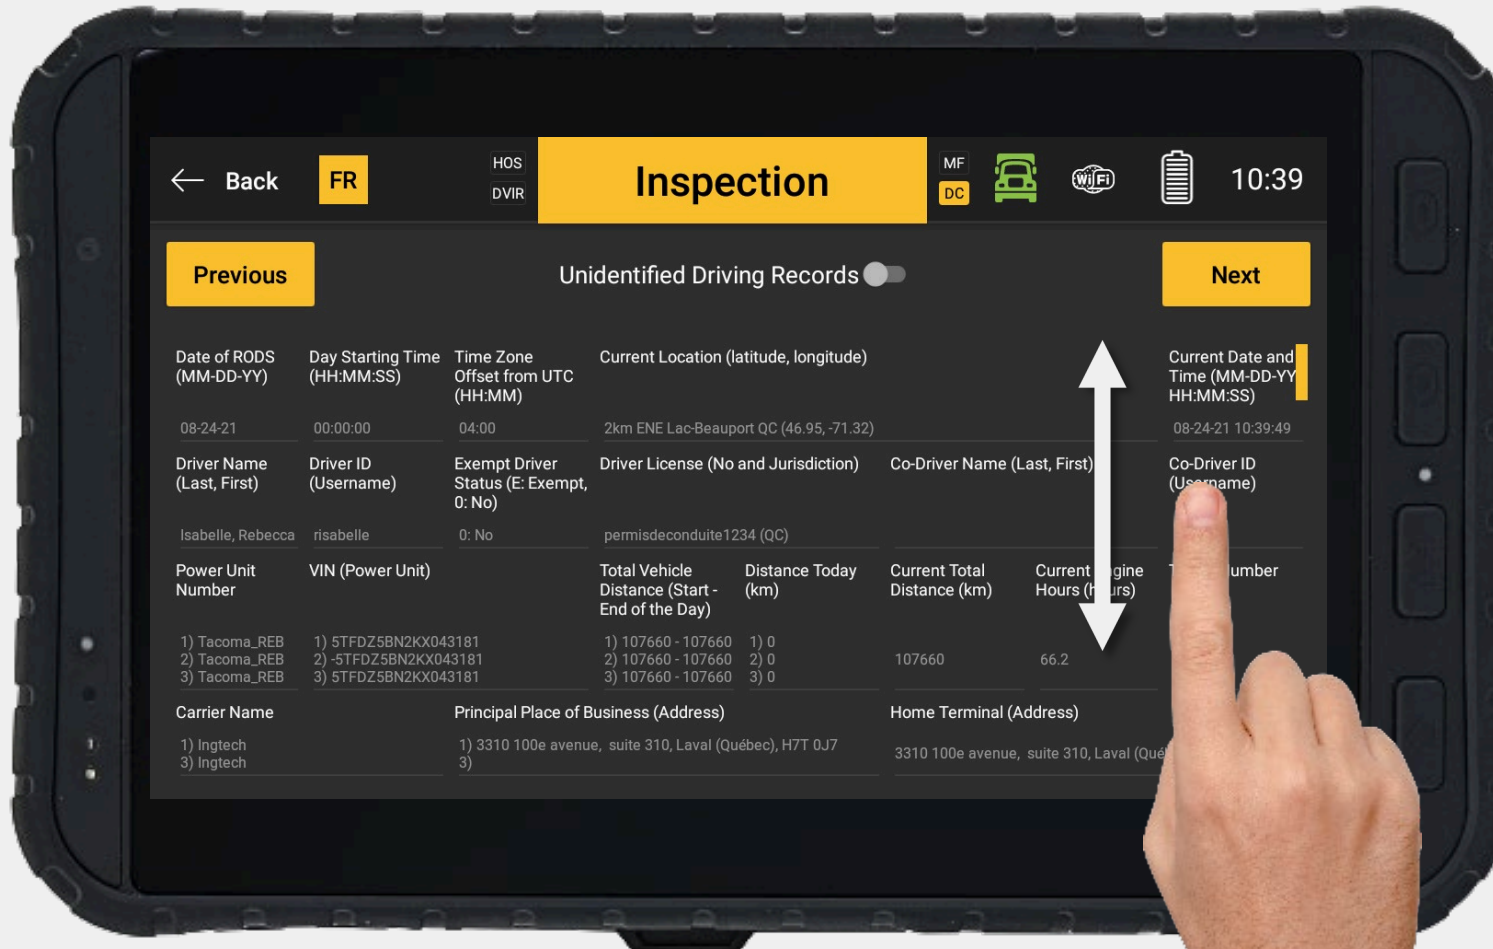 Back
FR
HOS
DVIR
Inspection
MF
DC
WiFi
10:39
Previous
Unidentified Driving Records
Next
Date of RODS
(MM-DD-YY)
Day Starting Time
(HH:MM:SS)
Time Zone
Offset from UTC
(HH:MM)
Current Location (latitude, longitude)
Current Date and
Time (MM-DD-YY
HH:MM:SS)
08-24-21
00:00:00
04:00
2km ENE Lac-Beauport QC (46.95, -71.32)
08-24-21 10:39:49
Driver Name
(Last, First)
Driver ID
(Username)
Exempt Driver
Status (E: Exempt,
0: No)
Driver License (No and Jurisdiction)
Co-Driver Name (Last, First)
Co-Driver ID
(Username)
Isabelle, Rebecca
risabelle
0: No
permisdeconduite1234 (QC)
Power Unit
Number
VIN (Power Unit)
Total Vehicle
Distance (Start -
End of the Day)
Distance Today
(km)
Current Total
Distance (km)
Current Engine
Hours (hours)
1) Tacoma_REB
2) Tacoma_REB
3) Tacoma_REB
1) 5TFDZ5BN2KX043181
2) -5TFDZ5BN2KX043181
3) 5TFDZ5BN2KX043181
1) 107660 - 107660
2) 107660 - 107660
3) 107660 - 107660
1) 0
2) 0
3) 0
107660
66.2
Carrier Name
Principal Place of Business (Address)
Home Terminal (Address)
1) Ingtech
3) Ingtech
1) 3310 100e avenue, suite 310, Laval (Québec), H7T 0J7
3)
3310 100e avenue, suite 310, Laval